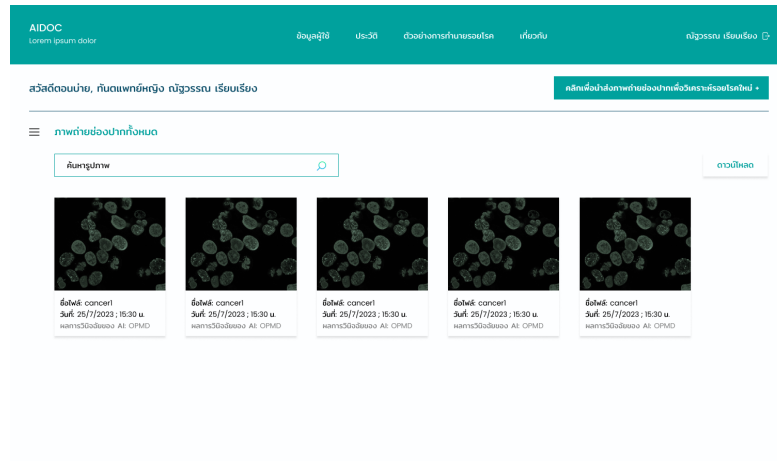 AIDOC
Lorem ipsum dolor
ข้อมูลผู้ใช้ ประวัติ ตัวอย่างการทำนายรอยโรค เกี่ยวกับ
ณัฐวรรณ เรียบเรียง
สวัสดีตอนบ่าย, ทันตแพทย์หญิง ณัฐวรรณ เรียบเรียง
คลิกเพื่อนำส่งภาพถ่ายช่องปากเพื่อวิเคราะห์รอยโรคใหม่ +
ภาพถ่ายช่องปากทั้งหมด
ค้นหารูปภาพ
ดาวน์โหลด
ชื่อไฟล์: cancer1
วันที่: 25/7/2023 ; 15:30 น.
ผลการวินิจฉัยของ AI: OPMD
ชื่อไฟล์: cancer1
วันที่: 25/7/2023 ; 15:30 น.
ผลการวินิจฉัยของ AI: OPMD
ชื่อไฟล์: cancer1
วันที่: 25/7/2023 ; 15:30 น.
ผลการวินิจฉัยของ AI: OPMD
ชื่อไฟล์: cancer1
วันที่: 25/7/2023 ; 15:30 น.
ผลการวินิจฉัยของ AI: OPMD
ชื่อไฟล์: cancer1
วันที่: 25/7/2023 ; 15:30 น.
ผลการวินิจฉัยของ AI: OPMD